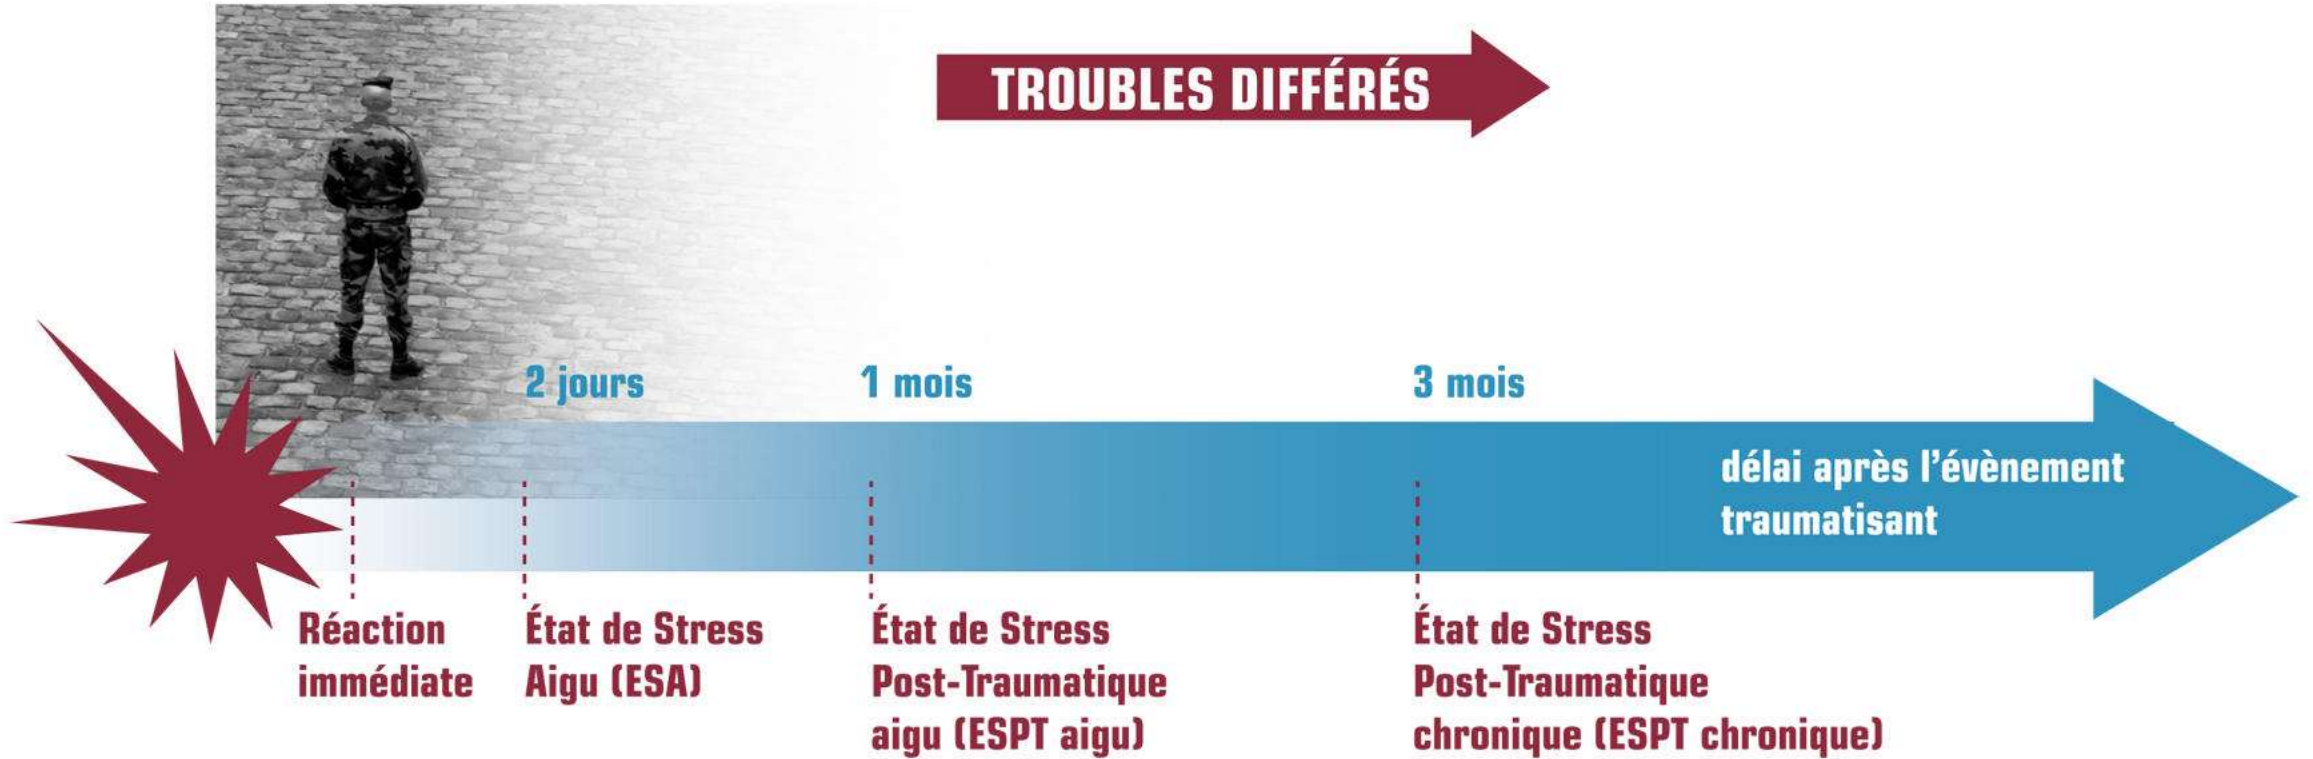 TROUBLES DIFFÉRÉS
2 jours
1 mois
3 mois
délai après l'évènement
traumatisant
Réaction
immédiate
État de Stress
Aigu (ESA)
État de Stress
Post-Traumatique
aigu (ESPT aigu)
État de Stress
Post-Traumatique
chronique (ESPT chronique)